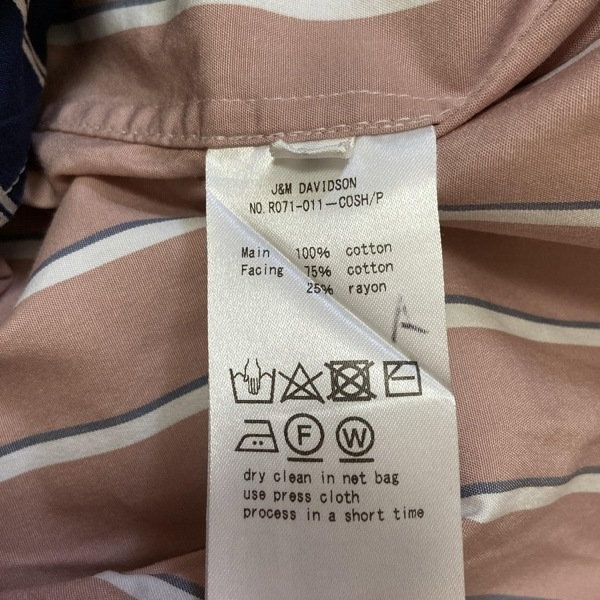 J&M DAVIDSON
NO.R071-011-COSH/P
Main 100% cotton
Facing 75% cotton
25% rayon
F W
dry clean in net bag
use press cloth
process in a short time